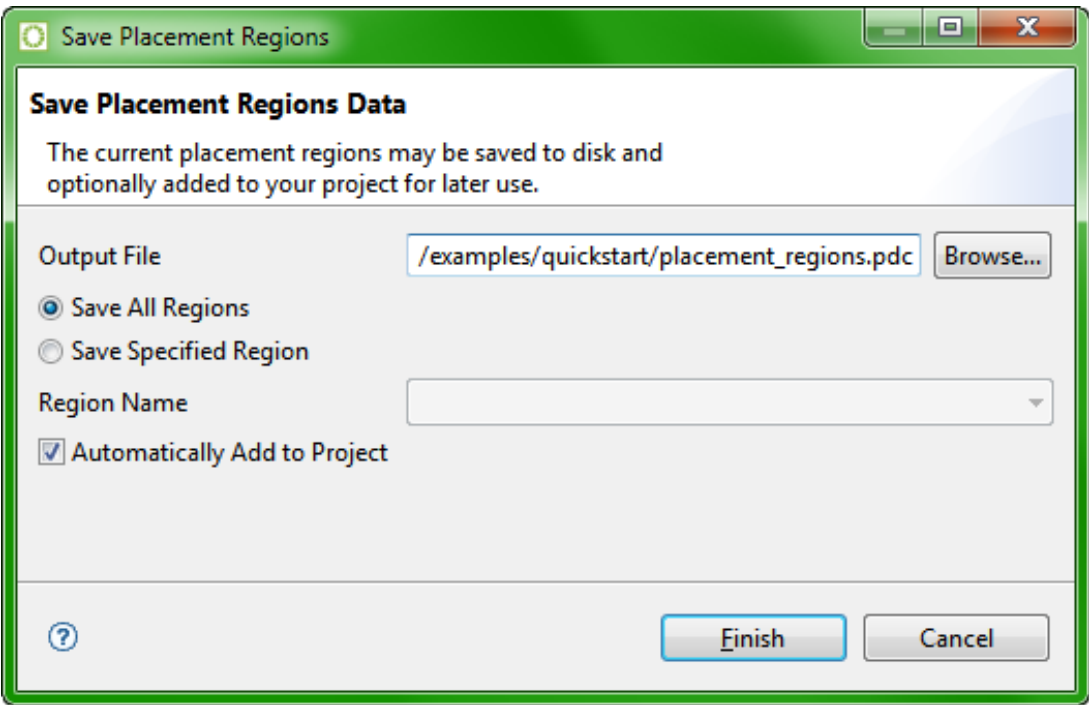 Save Placement Regions
Save Placement Regions Data
The current placement regions may be saved to disk and
optionally added to your project for later use.
Output File
/examples/quickstart/placement_regions.pdc
Browse...
Save All Regions
Save Specified Region
Region Name
Automatically Add to Project
?
Finish
Cancel